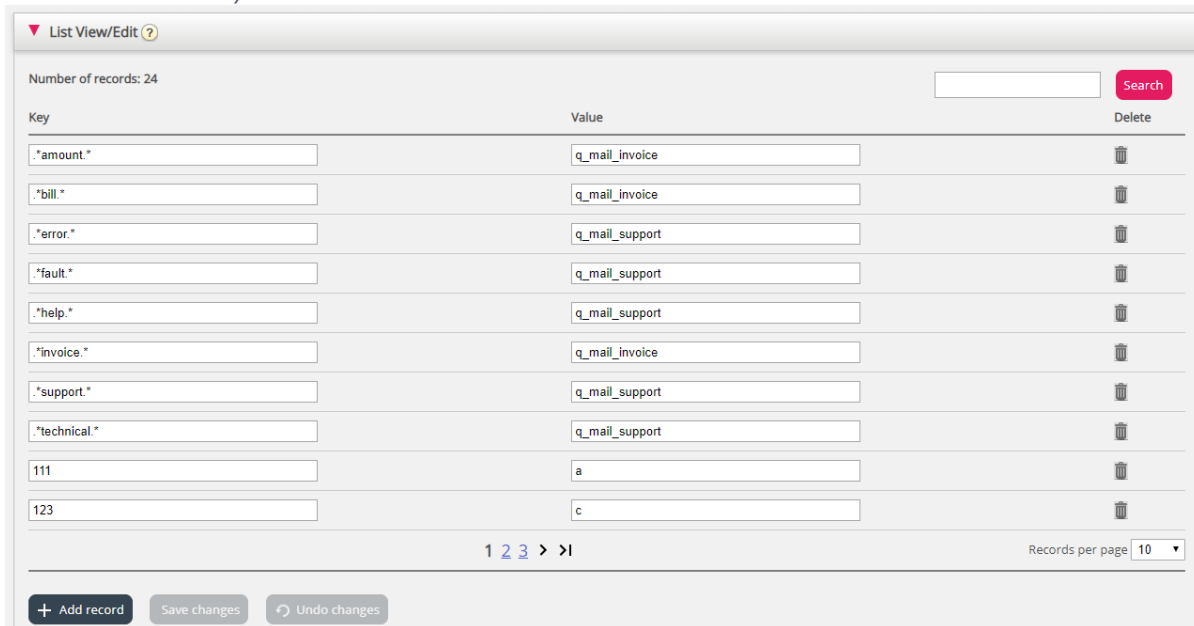 List View/Edit ?
Number of records: 24
Search
Key Value Delete
.*amount.* q_mail_invoice
.*bill.* q_mail_invoice
.*error.* q_mail_support
.*fault.* q_mail_support
.*help.* q_mail_support
.*invoice.* q_mail_invoice
.*support.* q_mail_support
.*technical.* q_mail_support
111 a
123 c
1 2 3 Records per page 10
Add record Save changes Undo changes